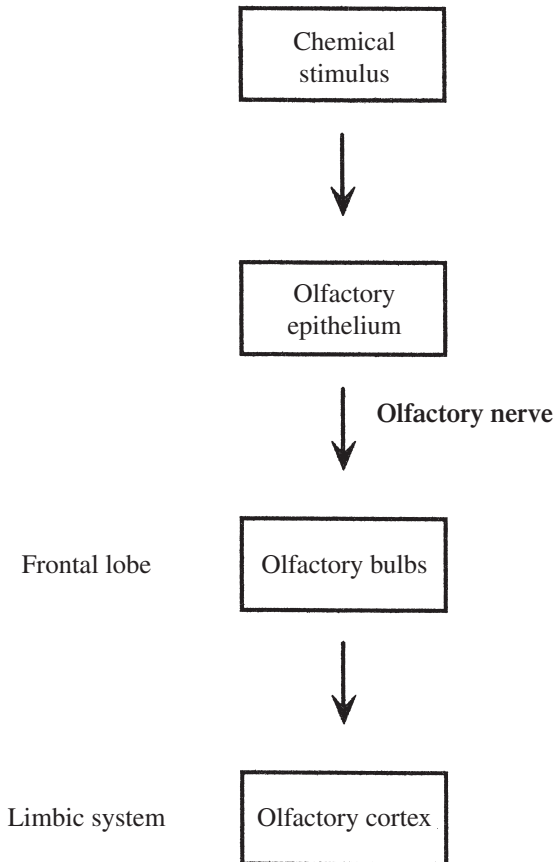 Chemical
stimulus
Olfactory
epithelium
Olfactory nerve
Frontal lobe
Olfactory bulbs
Limbic system
Olfactory cortex